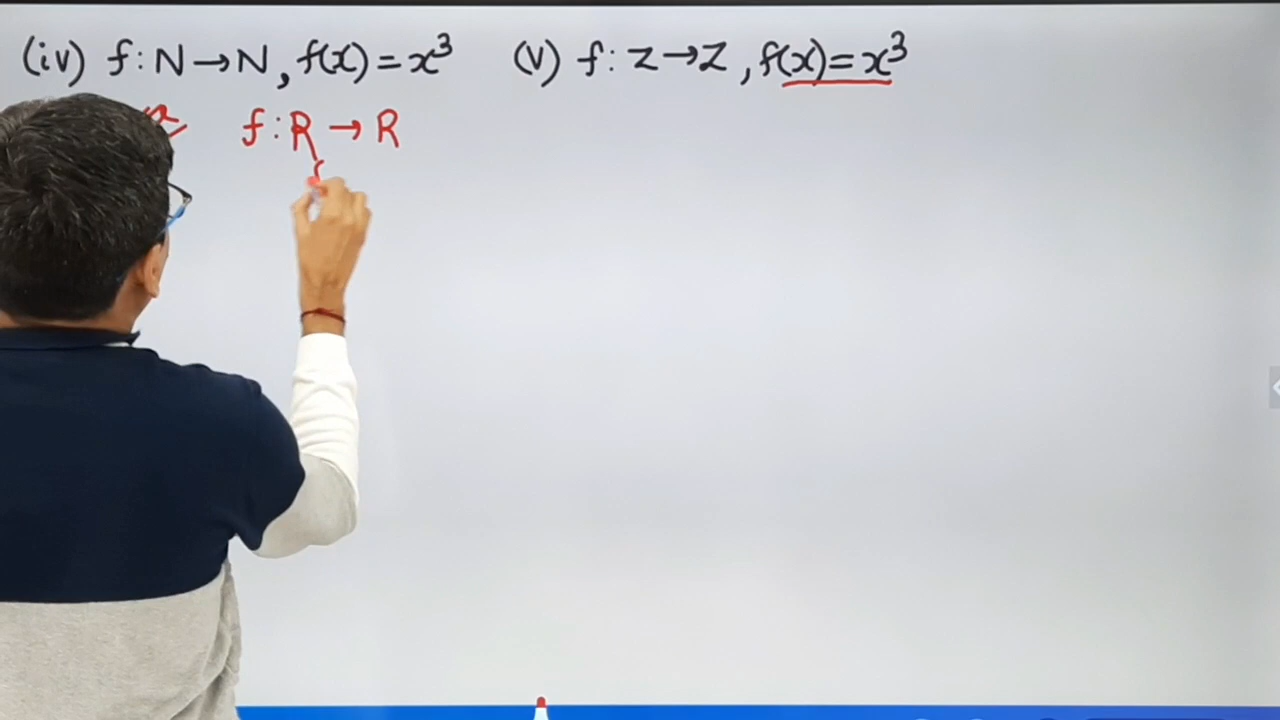 (iv) f : N → N , f(x) = x³ (v) f : Z → Z , f(x) = x³
f : R → R